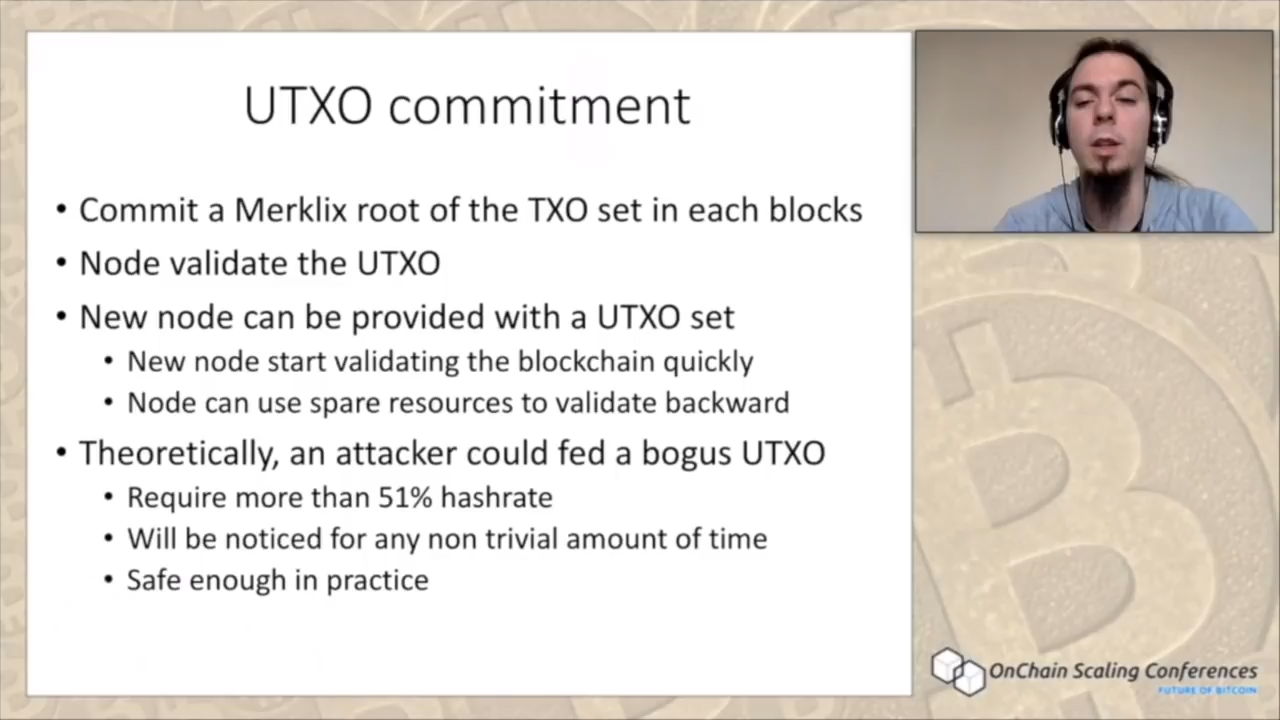 UTXO commitment
• Commit a Merklix root of the TXO set in each blocks
• Node validate the UTXO
• New node can be provided with a UTXO set
• New node start validating the blockchain quickly
• Node can use spare resources to validate backward
• Theoretically, an attacker could fed a bogus UTXO
• Require more than 51% hashrate
• Will be noticed for any non trivial amount of time
• Safe enough in practice
OnChain Scaling Conferences
FUTURE OF BITCOIN